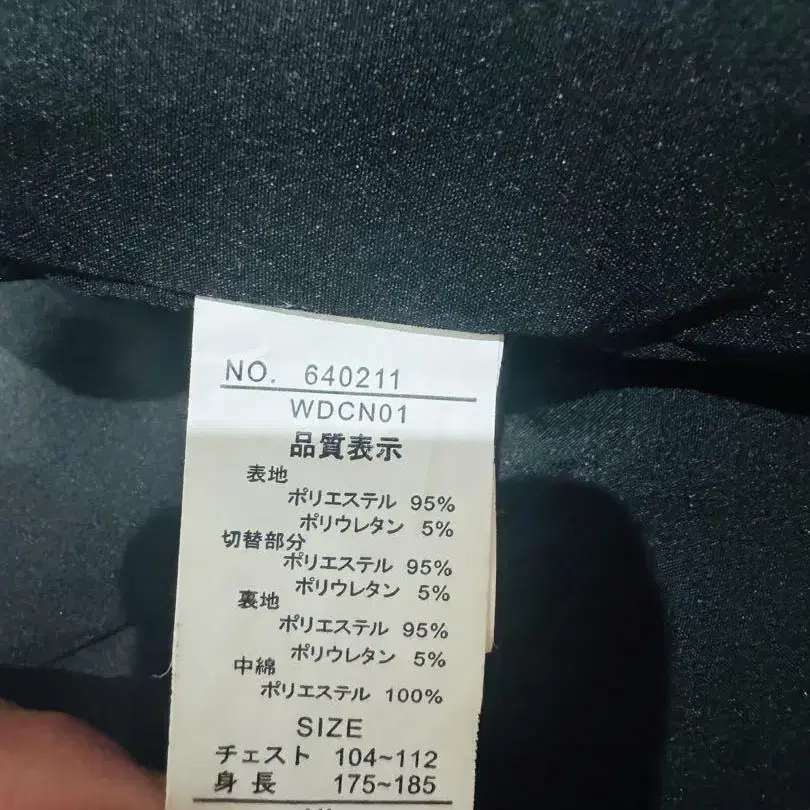 NO. 640211
WDCN01
品質表示
表地
ポリエステル 95%
ポリウレタン 5%
切替部分
ポリエステル 95%
ポリウレタン 5%
裏地
ポリエステル 95%
ポリウレタン 5%
中綿
ポリエステル 100%
SIZE
チェスト 104~112
身長 175~185